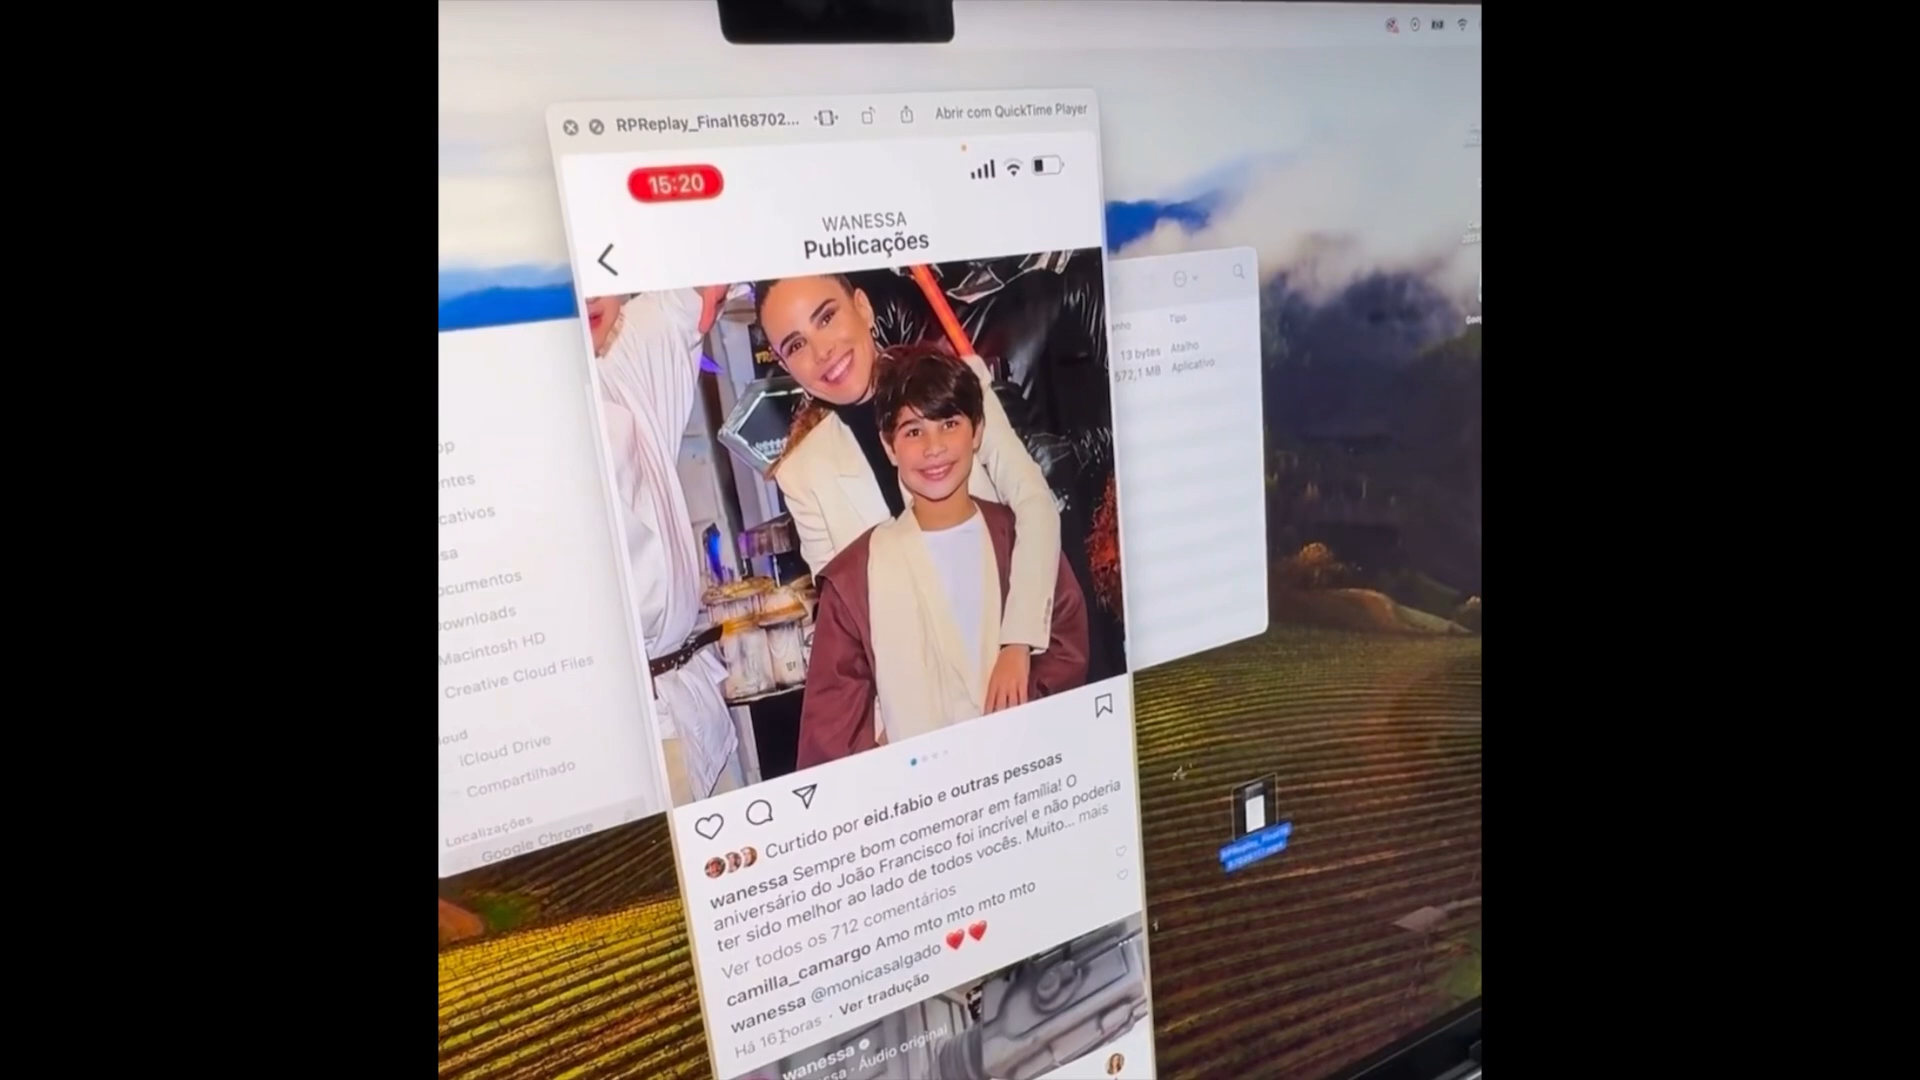 RPReplay_Final168702...
Abrir com QuickTime Player
15:20
WANESSA
Publicações
Tipo
13 bytes Atalho
572,1 MB Aplicativo
Documentos
Downloads
Macintosh HD
Creative Cloud Files
iCloud Drive
Compartilhado
Localizações
Google Chrome
Curtido por eid.fabio e outras pessoas
wanessa Sempre bom comemorar em família! O
aniversário do João Francisco foi incrível e não poderia
ter sido melhor ao lado de todos vocês. Muito... mais
Ver todos os 712 comentários
camilla_camargo Amo mto mto mto mto
wanessa @monicasalgado ❤️❤️
Há 16 horas · Ver tradução
wanessa
Áudio original